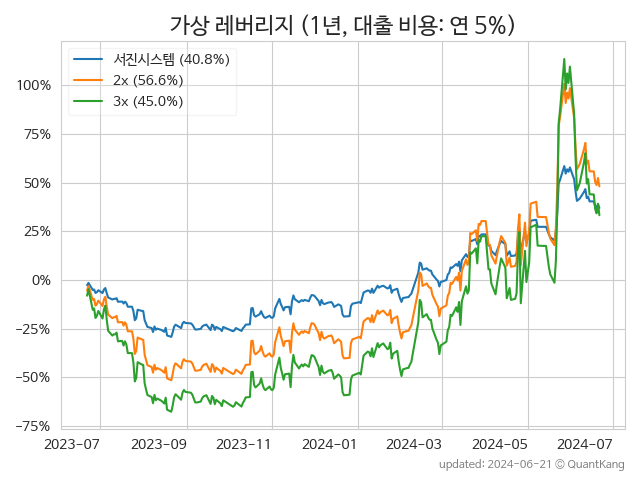 가상 레버리지 (1년, 대출 비용: 연 5%)
서진시스템 (40.8%)
2x (56.6%)
3x (45.0%)
100%
75%
50%
25%
0%
−25%
−50%
−75%
2023-07 2023-09 2023-11 2024-01 2024-03 2024-05 2024-07
updated: 2024-06-21 © QuantKang